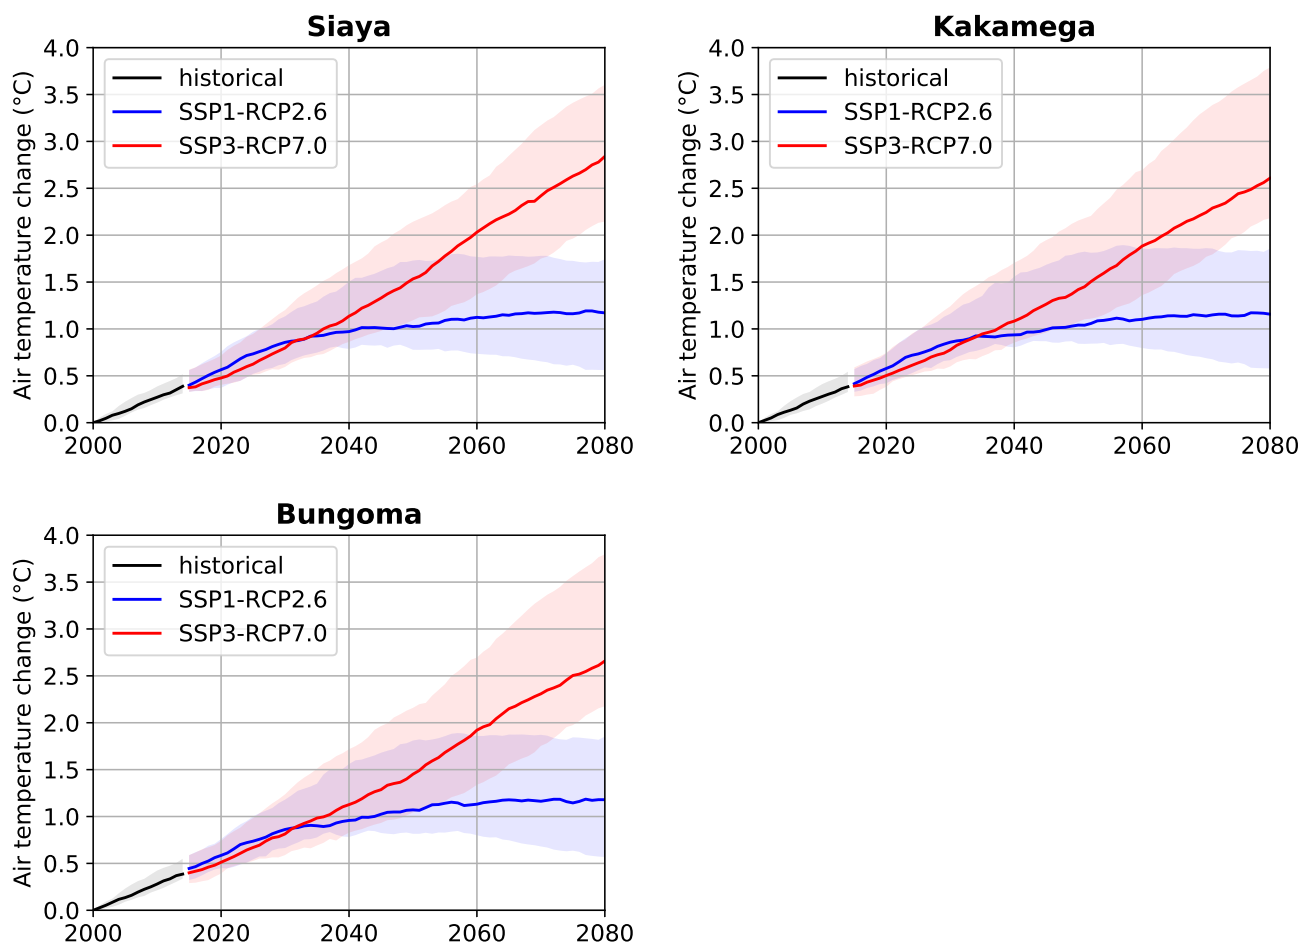 Siaya
Air temperature change (°C)
4.0
3.5
3.0
2.5
2.0
1.5
1.0
0.5
0.0
historical
SSP1-RCP2.6
SSP3-RCP7.0
2000 2020 2040 2060 2080
Kakamega
Air temperature change (°C)
4.0
3.5
3.0
2.5
2.0
1.5
1.0
0.5
0.0
historical
SSP1-RCP2.6
SSP3-RCP7.0
2000 2020 2040 2060 2080
Bungoma
Air temperature change (°C)
4.0
3.5
3.0
2.5
2.0
1.5
1.0
0.5
0.0
historical
SSP1-RCP2.6
SSP3-RCP7.0
2000 2020 2040 2060 2080